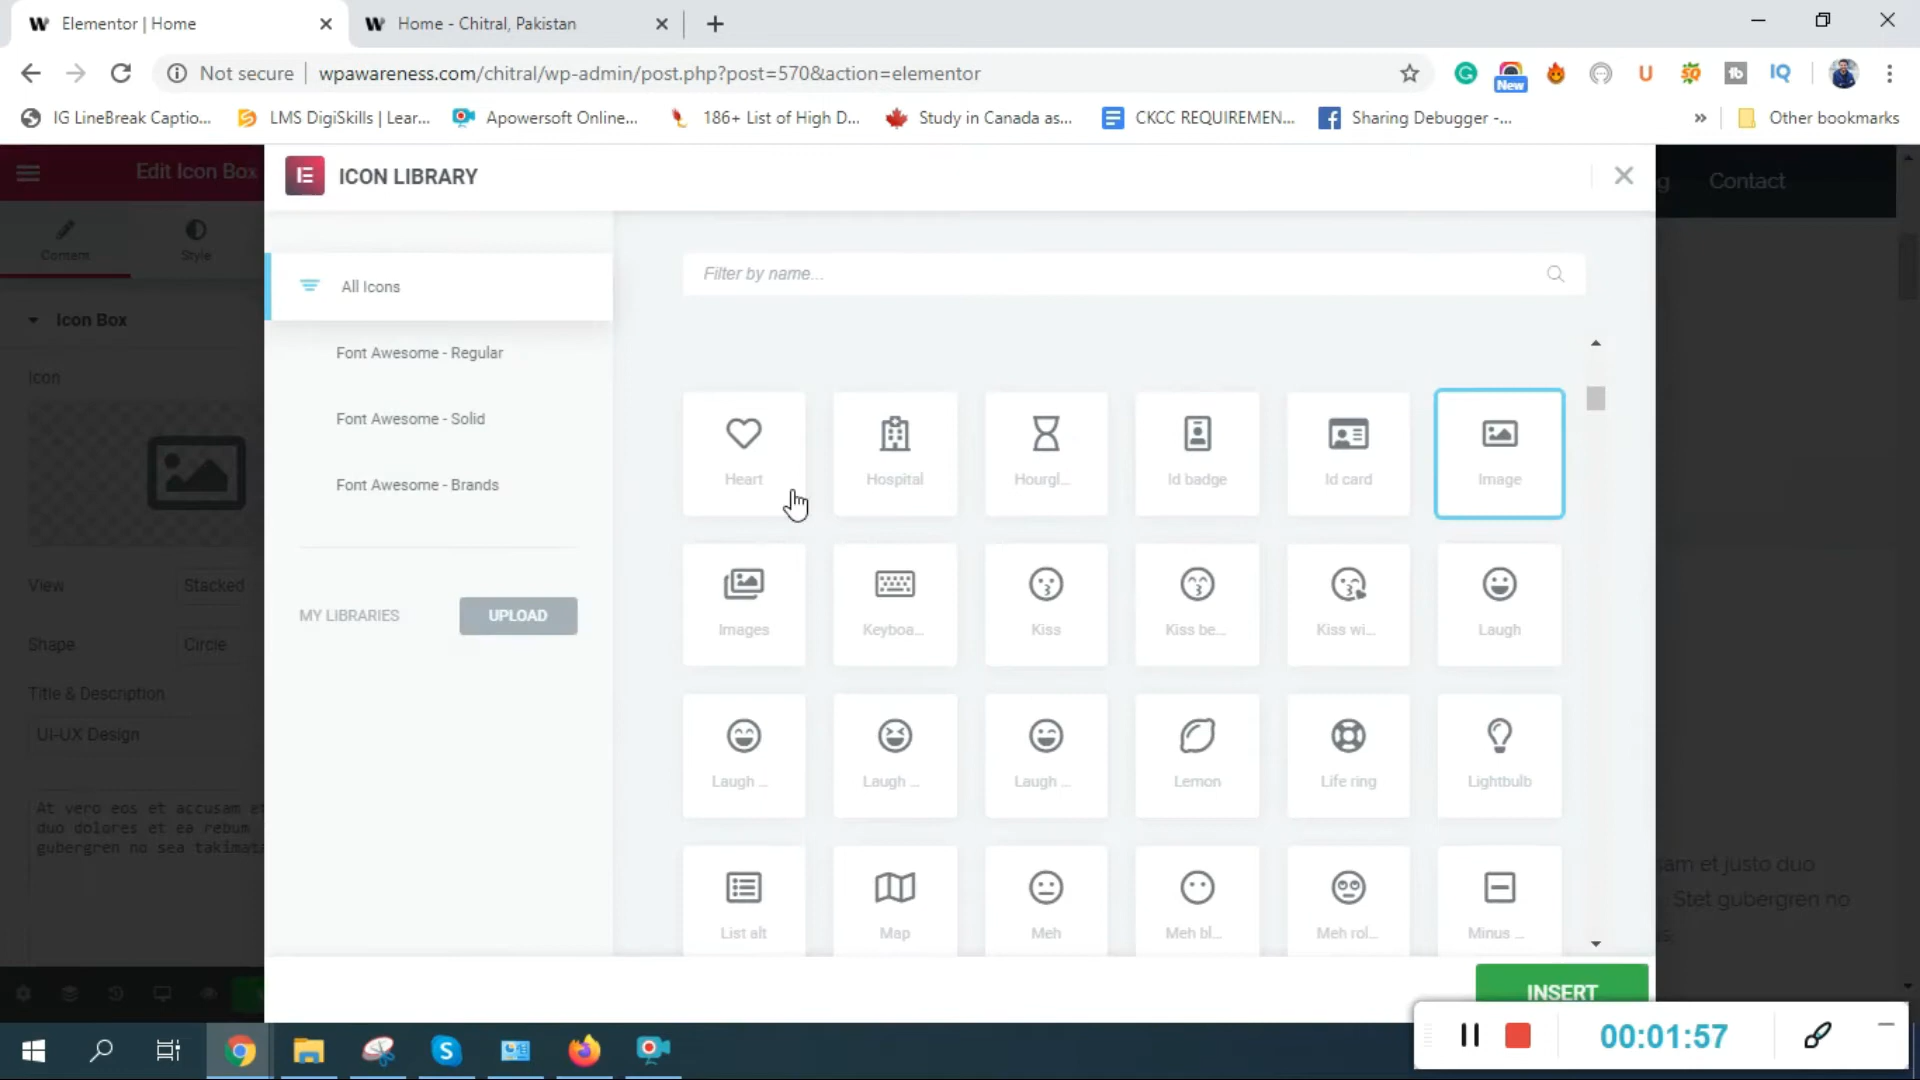 Elementor | Home
Home - Chitral, Pakistan
Not secure
wpawareness.com/chitral/wp-admin/post.php?post=570&action=elementor
New
IG LineBreak Captio...
LMS DigiSkills | Lear...
Apowersoft Online...
186+ List of High D...
Study in Canada as...
CKCC REQUIREMEN...
Sharing Debugger -...
»
Other bookmarks
Edit Icon Box
ICON LIBRARY
g
Contact
Content
Style
All Icons
Filter by name...
Icon Box
Font Awesome - Regular
Icon
Font Awesome - Solid
Font Awesome - Brands
Heart
Hospital
Hourgl...
Id badge
Id card
Image
View
Stacked
MY LIBRARIES
UPLOAD
Images
Keyboa...
Kiss
Kiss be...
Kiss wi...
Laugh
Shape
Circle
Title & Description
UI-UX Design
Laugh ...
Laugh ...
Laugh ...
Lemon
Life ring
Lightbulb
At vero eos et accusam et
duo dolores et ea rebum
gubergren no sea takimata
sam et justo duo
Stet gubergren no
List alt
Map
Meh
Meh bl...
Meh rol...
Minus ...
INSERT
00:01:57